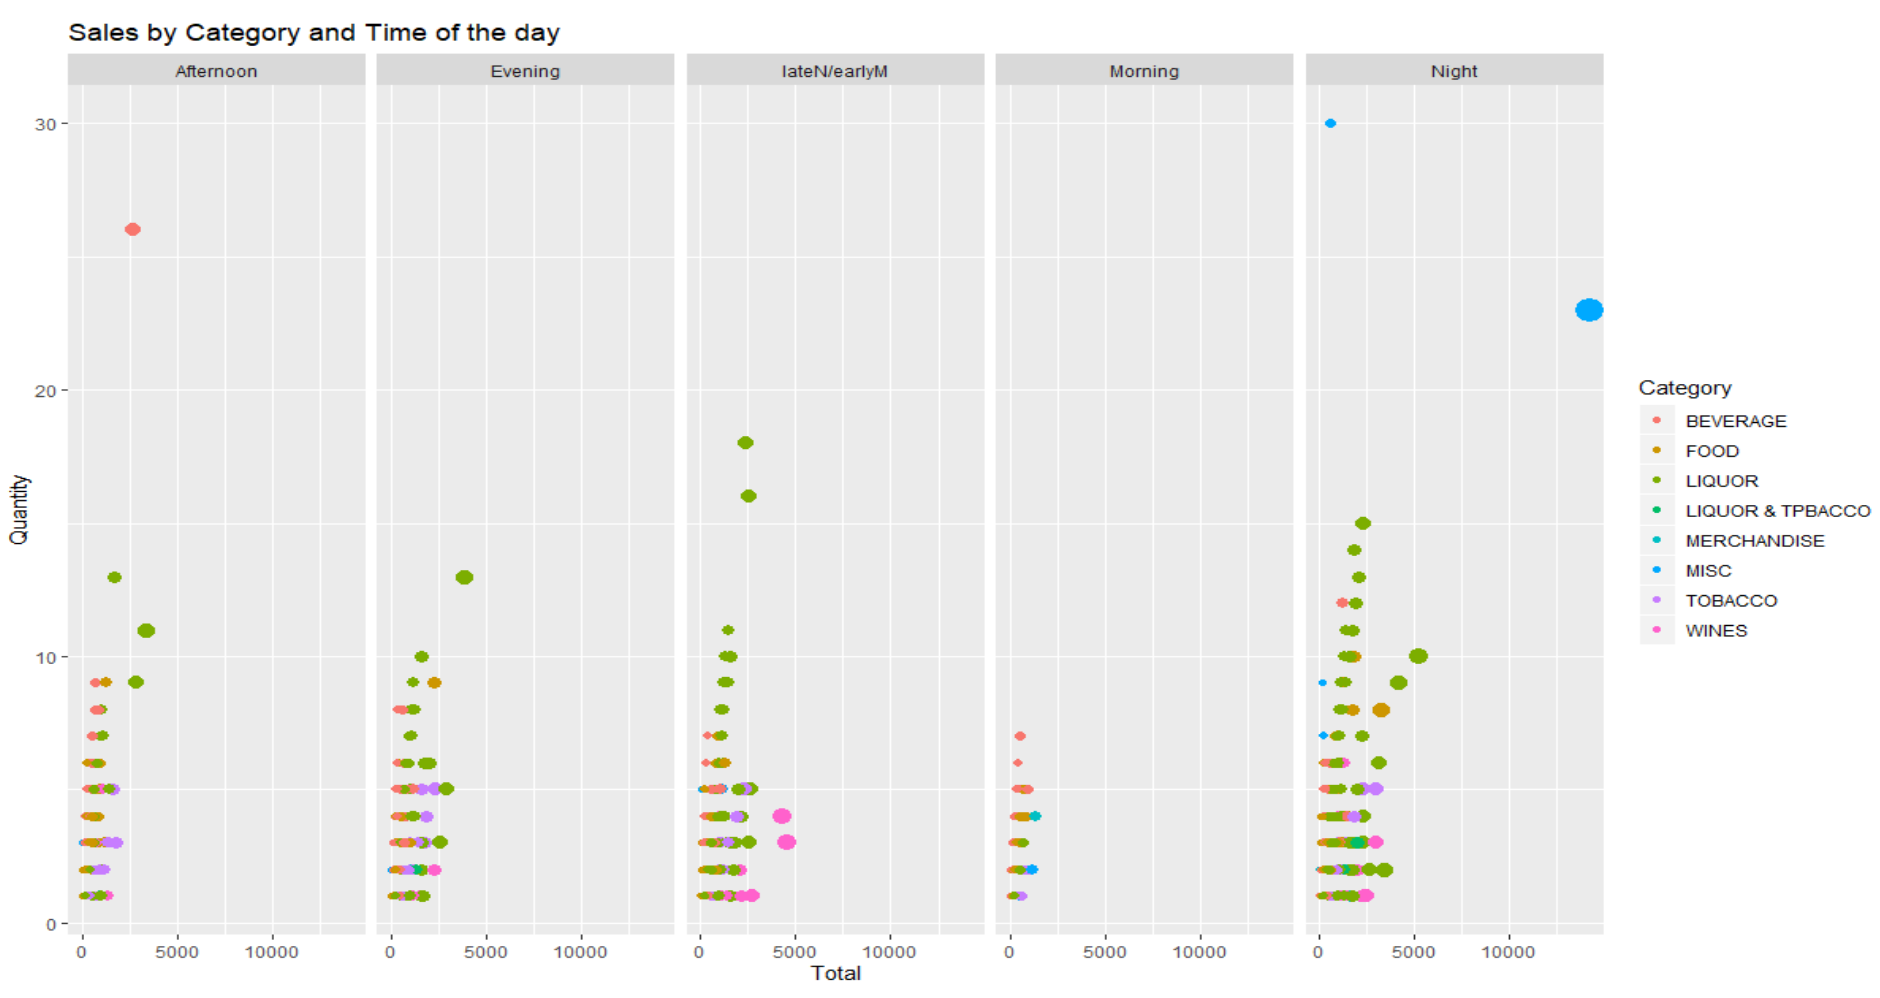 Sales by Category and Time of the day
Afternoon Evening lateN/earlyM Morning Night
30
20
10
0
Quantity
0 5000 10000 0 5000 10000 0 5000 10000 0 5000 10000 0 5000 10000
Total
Category
BEVERAGE
FOOD
LIQUOR
LIQUOR & TPBACCO
MERCHANDISE
MISC
TOBACCO
WINES